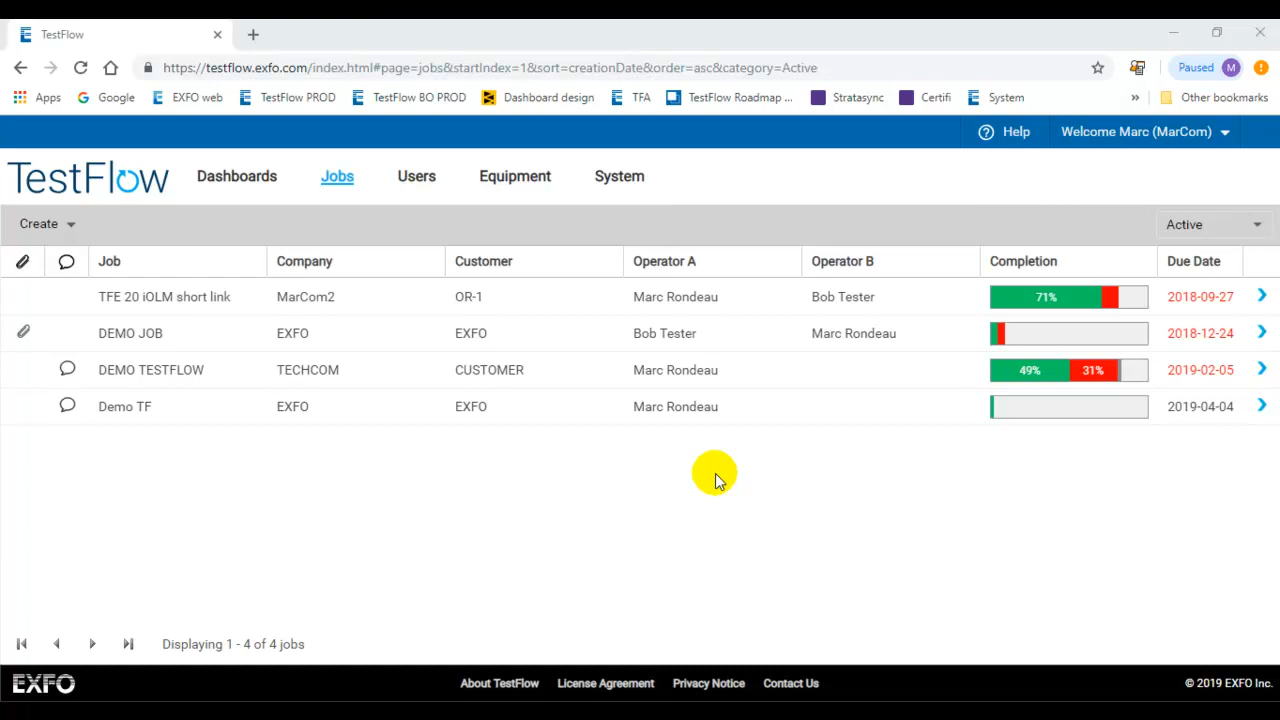 TestFlow
https://testflow.exfo.com/index.html#page=jobs&startIndex=1&sort=creationDate&order=asc&category=Active Paused M
Apps Google EXFO web TestFlow PROD TestFlow BO PROD Dashboard design TFA TestFlow Roadmap ... Stratasync Certifi System » Other bookmarks
Help Welcome Marc (MarCom)
TestFlow Dashboards Jobs Users Equipment System
Create Active
Job Company Customer Operator A Operator B Completion Due Date
TFE 20 iOLM short link MarCom2 OR-1 Marc Rondeau Bob Tester 71% 2018-09-27
DEMO JOB EXFO EXFO Bob Tester Marc Rondeau 2018-12-24
DEMO TESTFLOW TECHCOM CUSTOMER Marc Rondeau 49% 31% 2019-02-05
Demo TF EXFO EXFO Marc Rondeau 2019-04-04
Displaying 1 - 4 of 4 jobs
EXFO About TestFlow License Agreement Privacy Notice Contact Us © 2019 EXFO Inc.